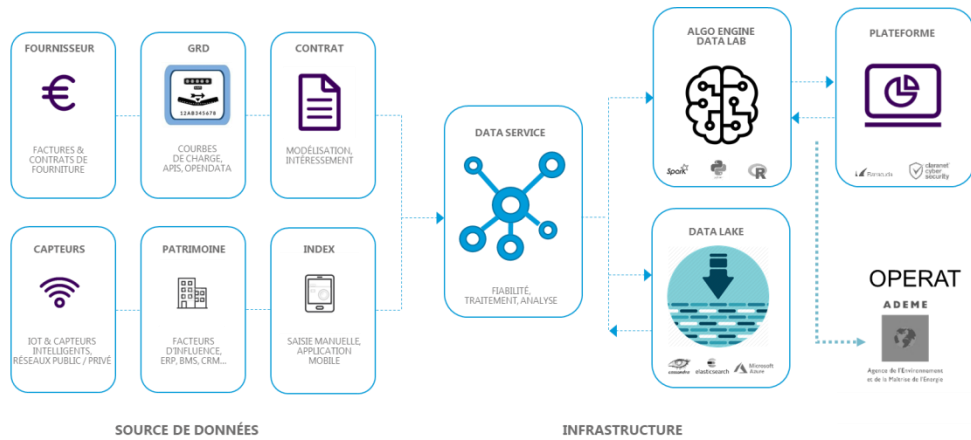 FOURNISSEUR
FACTURES &
CONTRATS DE
FOURNITURE
GRD
12AB345678
COURBES
DE CHARGE,
APIS, OPENDATA
CONTRAT
MODÉLISATION,
INTÉRESSEMENT
CAPTEURS
IOT & CAPTEURS
INTELLIGENTS,
RÉSEAUX PUBLIC / PRIVÉ
PATRIMOINE
FACTEURS
D'INFLUENCE,
ERP, BMS, CRM...
INDEX
SAISIE MANUELLE,
APPLICATION
MOBILE
DATA SERVICE
FIABILITÉ,
TRAITEMENT, ANALYSE
ALGO ENGINE
DATA LAB
Spark
R
PLATEFORME
Barracuda
claranet
cyber
security
DATA LAKE
cassandra
elasticsearch
Microsoft
Azure
OPERAT
ADEME
Agence de l'Environnement
et de la Maîtrise de l'Energie
SOURCE DE DONNÉES
INFRASTRUCTURE